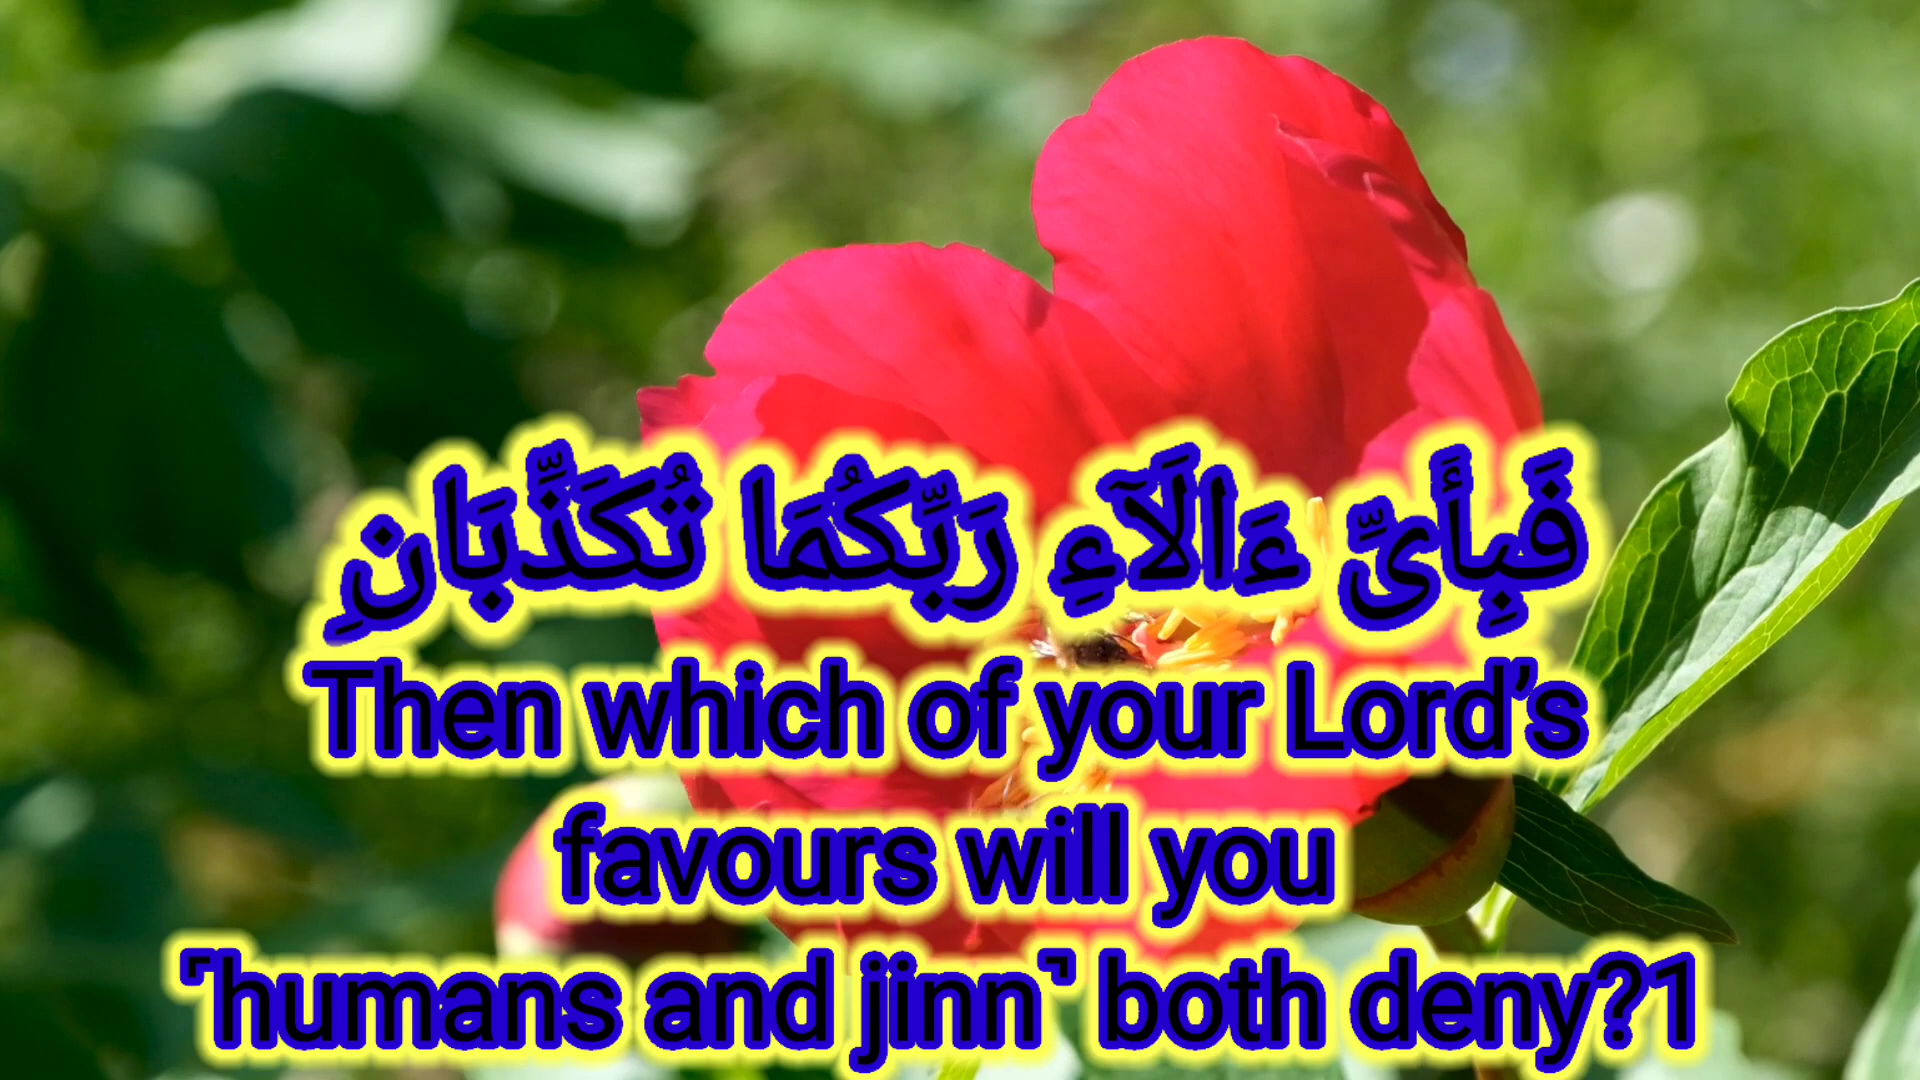 فَبِأَىِّ ءَالَآءِ رَبِّكُمَا تُكَذِّبَانِ
Then which of your Lord’s
favours will you
˹humans and jinn˺ both deny?1